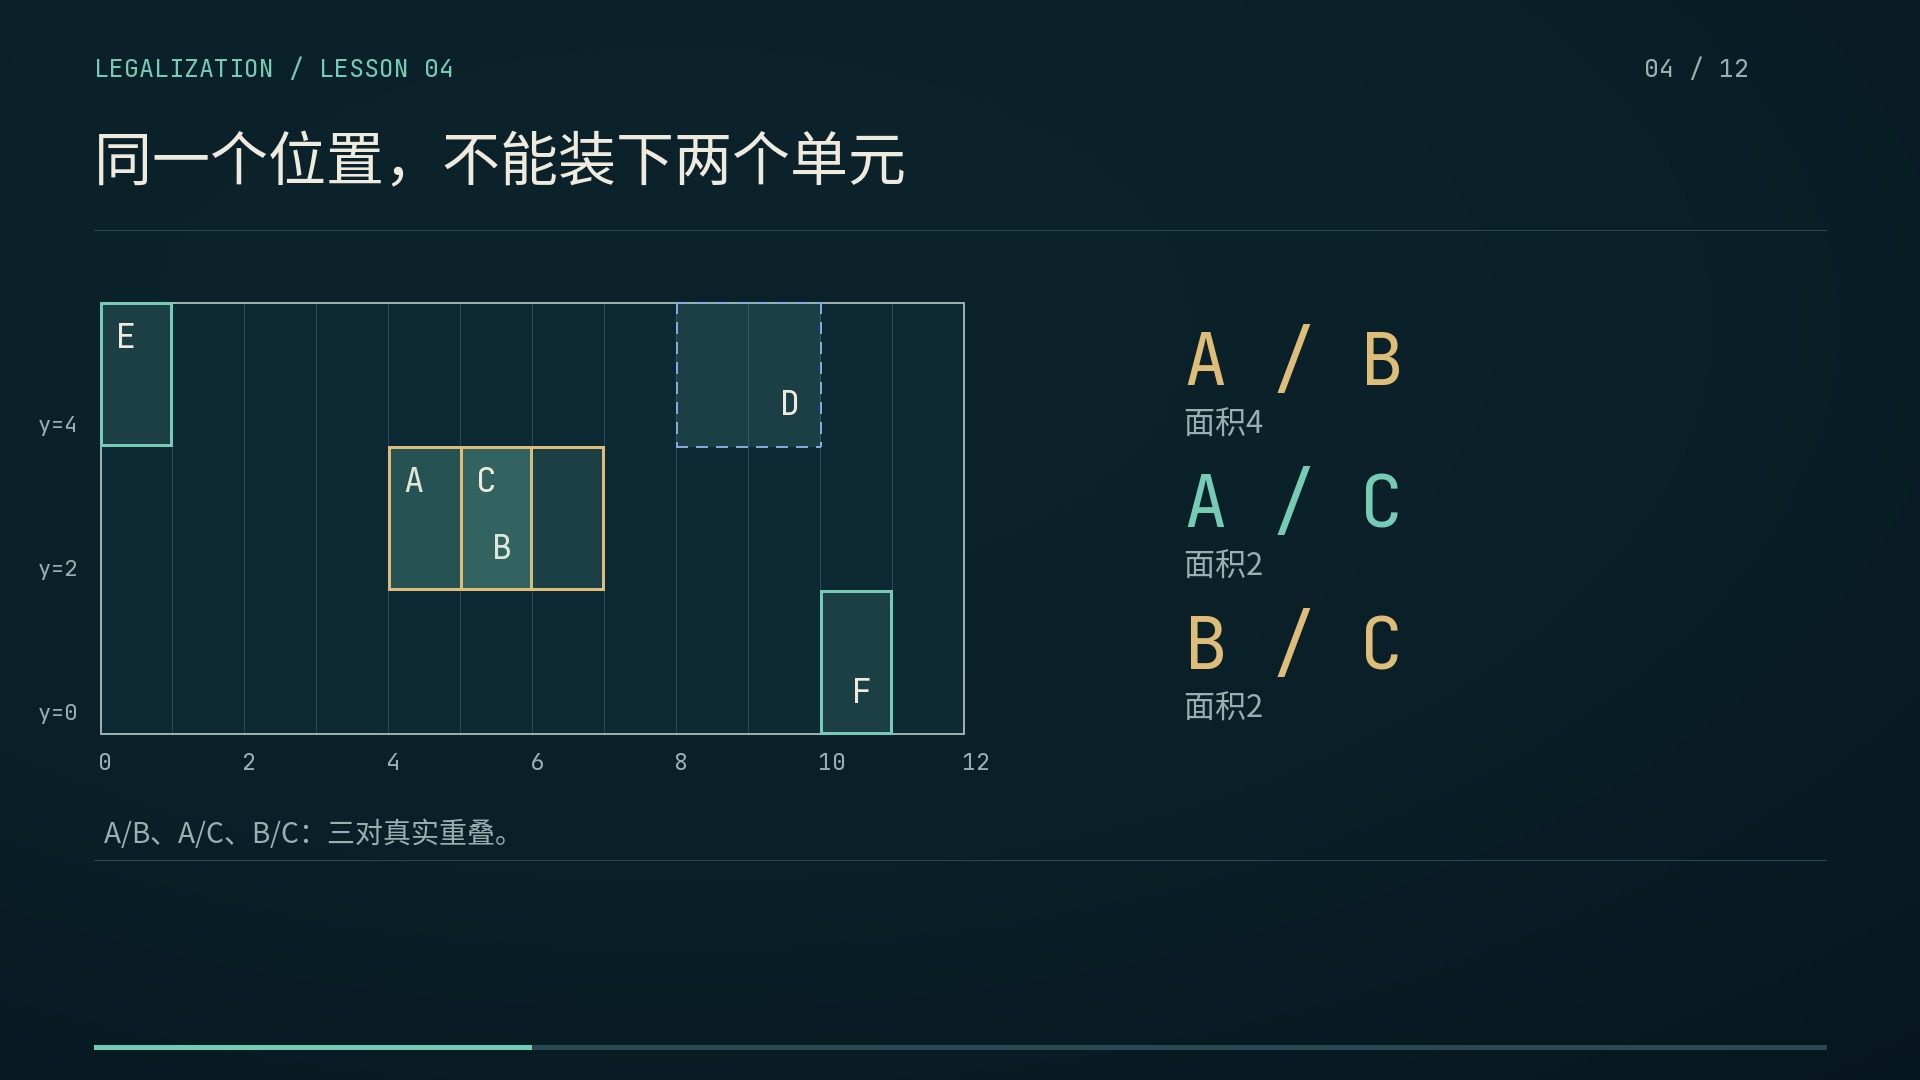 LEGALIZATION / LESSON 04
04 / 12
同一个位置，不能装下两个单元
E
D
y=4
A
C
B
y=2
F
y=0
0 2 4 6 8 10 12
A / B
面积4
A / C
面积2
B / C
面积2
A/B、A/C、B/C：三对真实重叠。